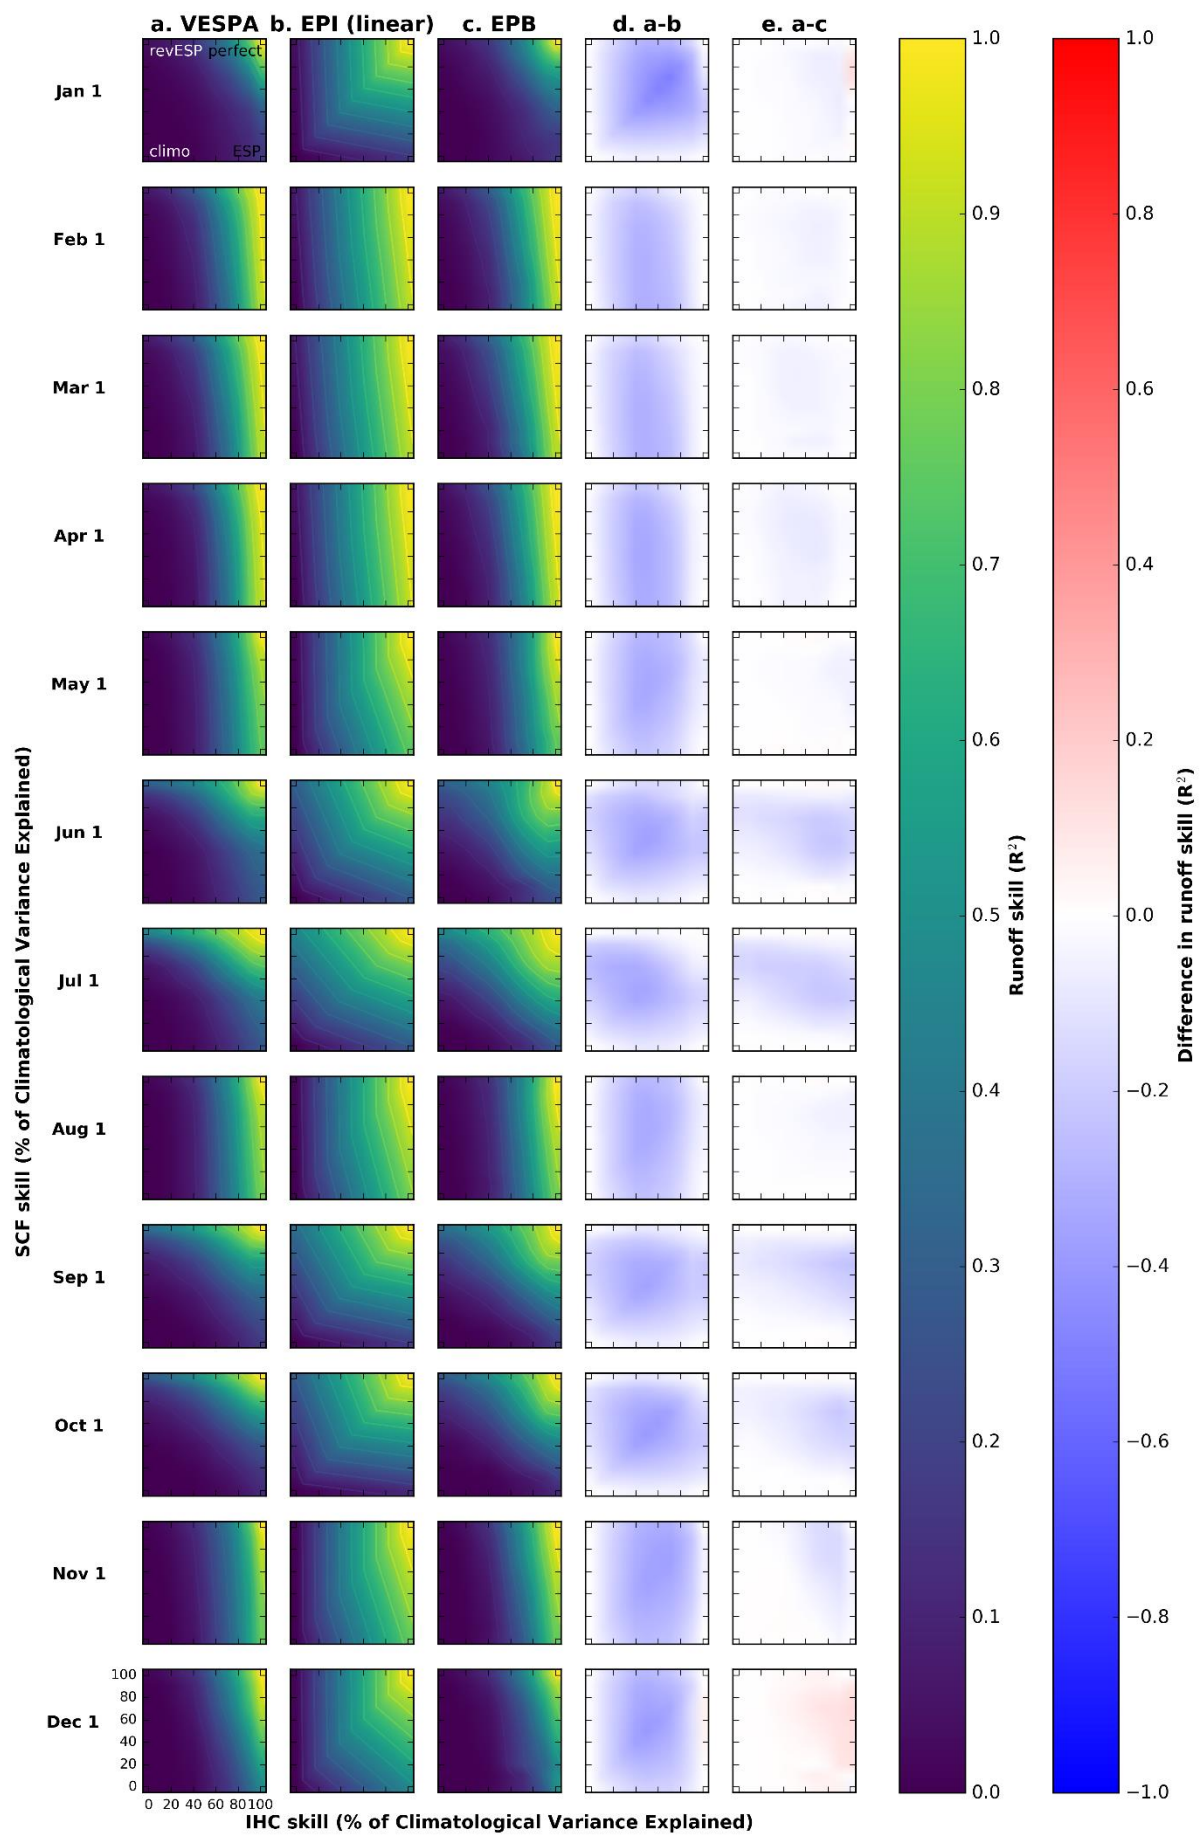 a. VESPA b. EPI (linear) c. EPB d. a-b e. a-c
revESP perfect
climo ESP
Jan 1
Feb 1
Mar 1
Apr 1
May 1
Jun 1
Jul 1
Aug 1
Sep 1
Oct 1
Nov 1
Dec 1
SCF skill (% of Climatological Variance Explained)
100
80
60
40
20
0
0 20 40 60 80 100
IHC skill (% of Climatological Variance Explained)
1.0
0.9
0.8
0.7
0.6
0.5
0.4
0.3
0.2
0.1
0.0
Runoff skill (R²)
1.0
0.8
0.6
0.4
0.2
0.0
−0.2
−0.4
−0.6
−0.8
−1.0
Difference in runoff skill (R²)